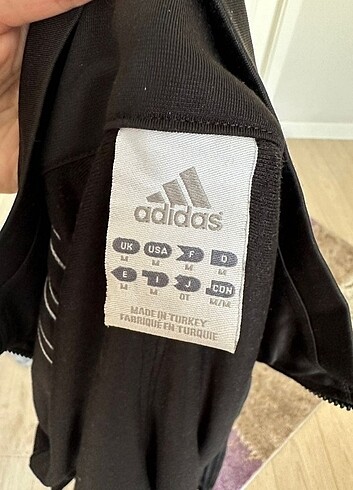 adidas
UK USA F D
M M M M
E I J CDN
M M OT M/M
MADE IN TURKEY
FABRIQUÉ EN TURQUIE